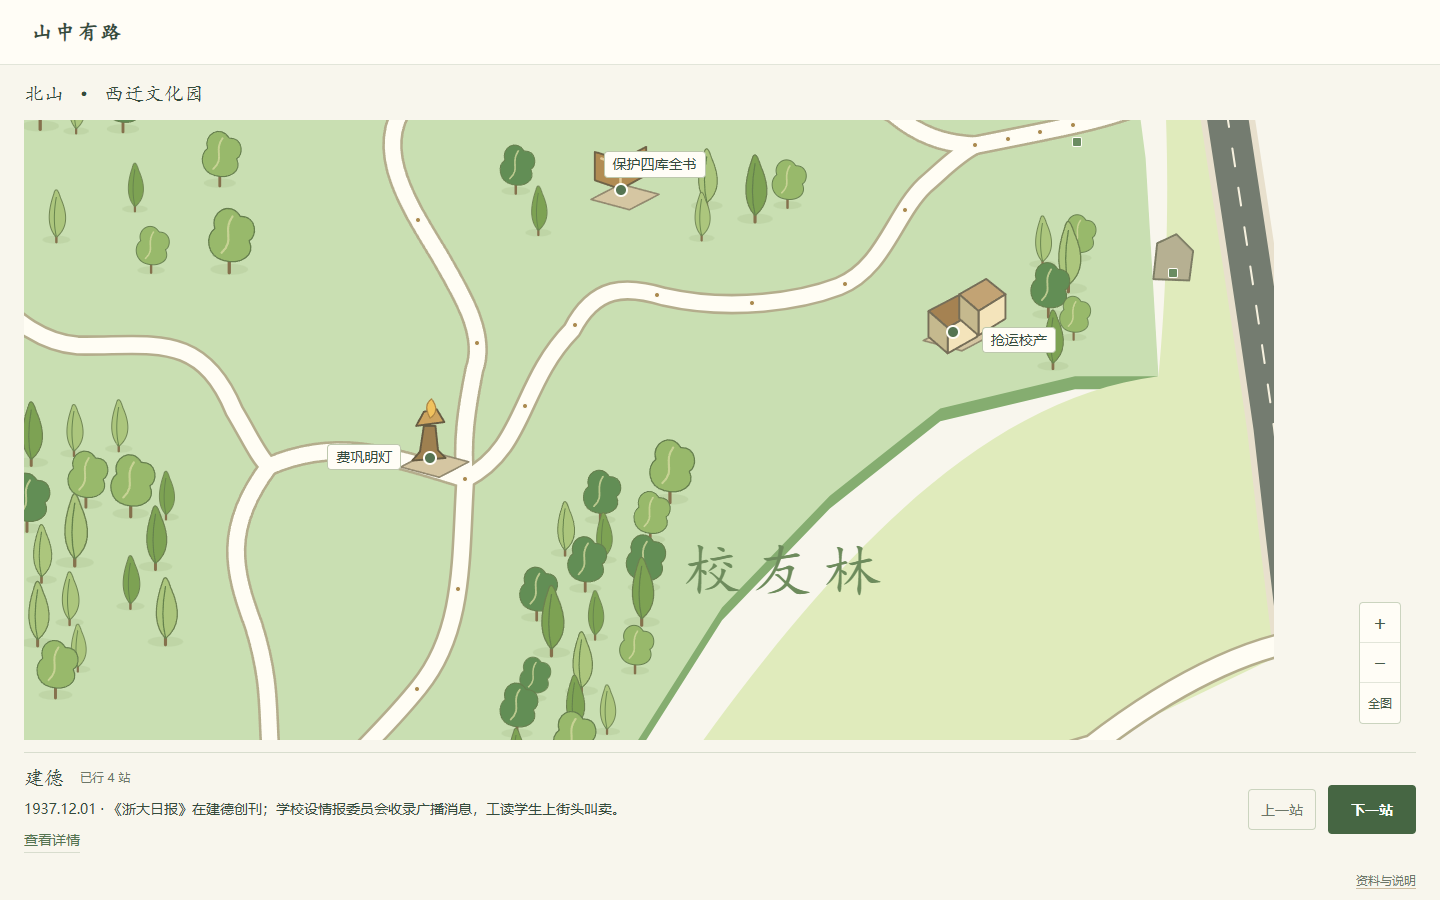 山中有路
北山 • 西迁文化园
保护四库全书
抢运校产
费巩明灯
校友林
+
−
全图
建德 已行 4 站
1937.12.01 · 《浙大日报》在建德创刊；学校设情报委员会收录广播消息，工读学生上街头叫卖。
查看详情
上一站
下一站
资料与说明